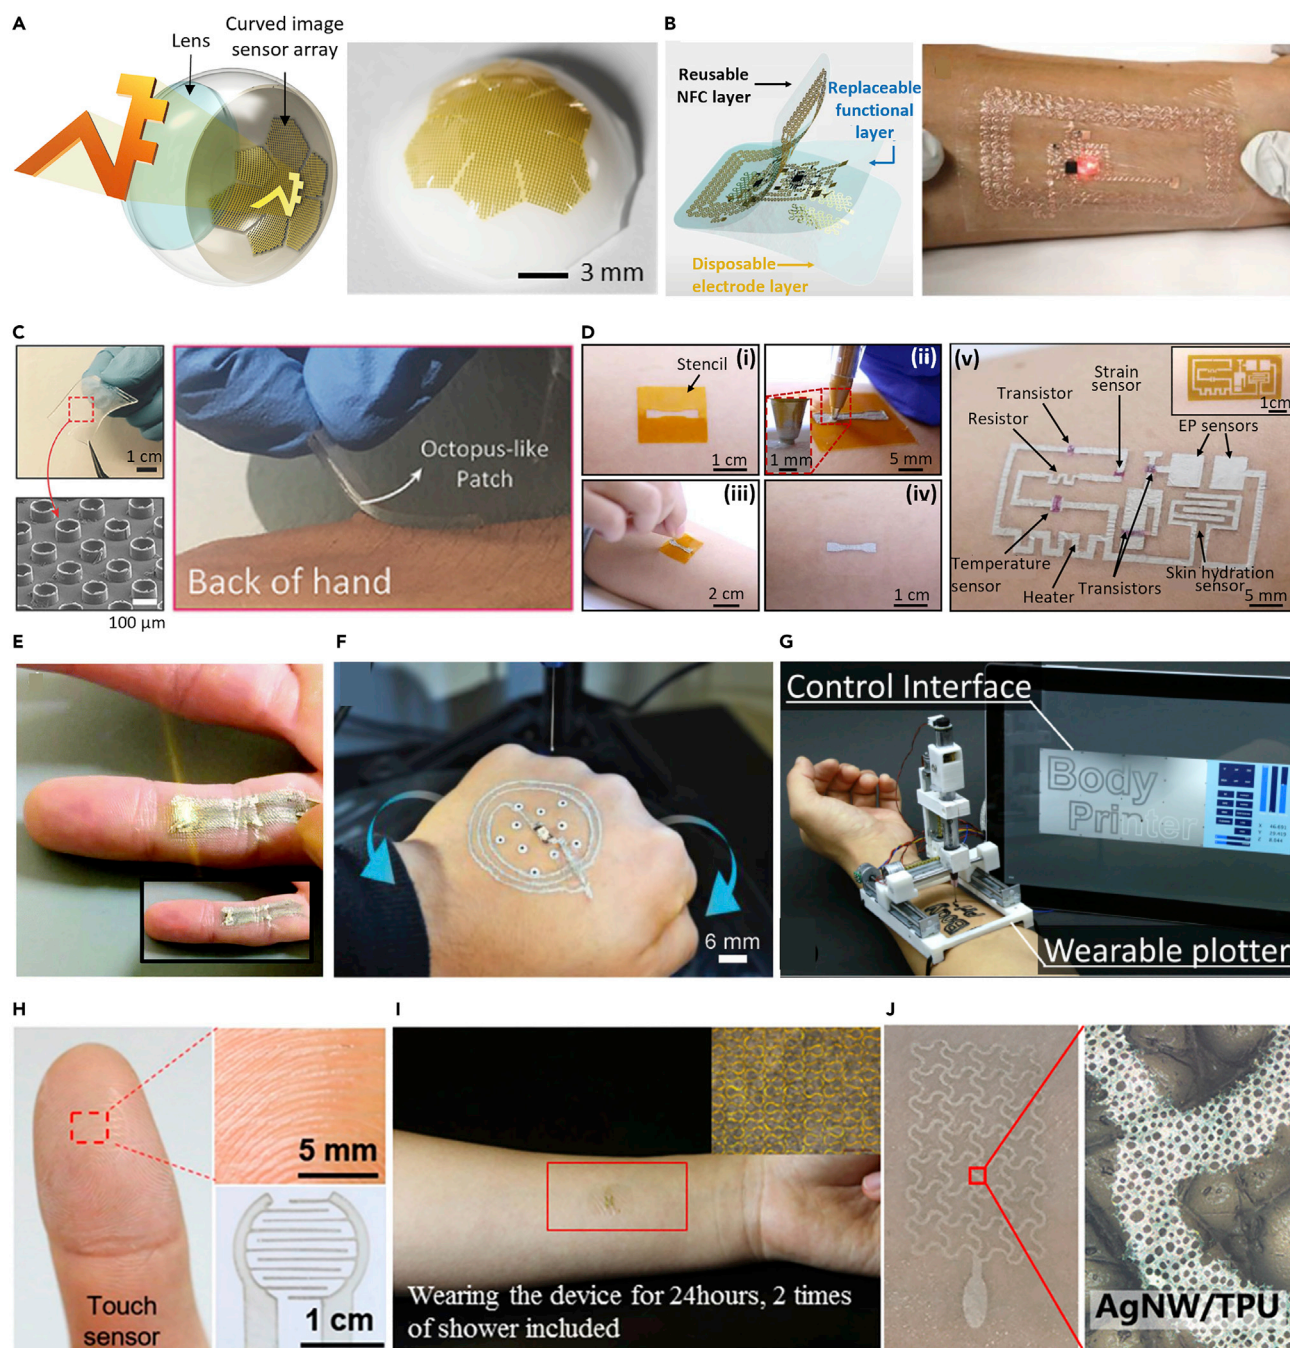 A
Lens
Curved image
sensor array
3 mm
B
Reusable
NFC layer
Replaceable
functional
layer
Disposable
electrode layer
C
1 cm
100 µm
Octopus-like
Patch
Back of hand
D
(i)
Stencil
1 cm
(ii)
1 mm
5 mm
(iii)
2 cm
(iv)
1 cm
(v)
Transistor
Strain
sensor
Resistor
1cm
EP sensors
Temperature
sensor
Heater
Transistors
Skin hydration
sensor
5 mm
E
F
6 mm
G
Control Interface
Body
Printer
Wearable plotter
H
5 mm
Touch
sensor
1 cm
I
Wearing the device for 24hours, 2 times
of shower included
J
AgNW/TPU